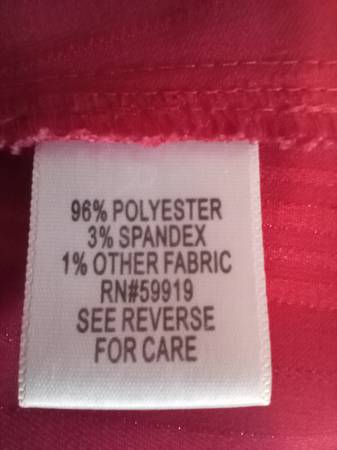 96% POLYESTER
3% SPANDEX
1% OTHER FABRIC
RN#59919
SEE REVERSE
FOR CARE